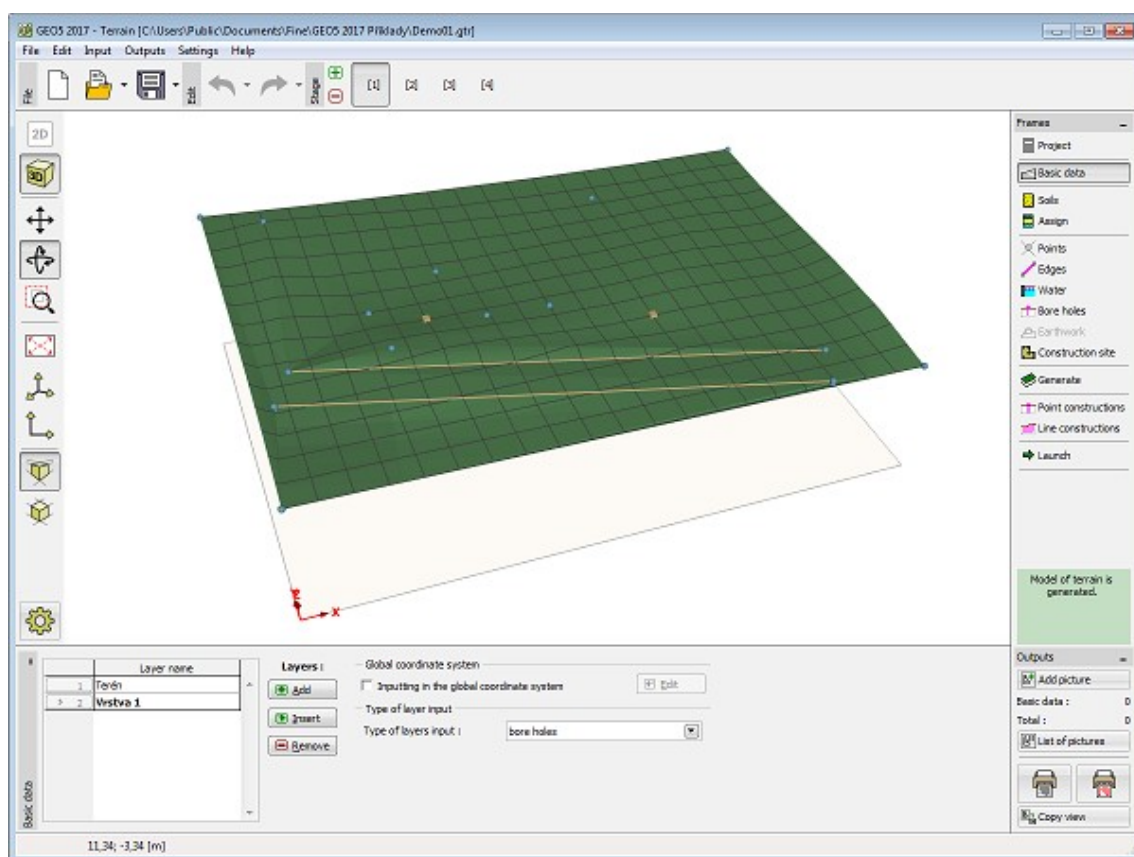 GEO5 2017 - Terrain [C:\Users\Public\Documents\Fine\GEO5 2017 Příklady\Demo01.gtr]
File Edit Input Outputs Settings Help
File
Edit
Stage
[1] [2] [3] [4]
2D
3D
Z
X
Frames
Project
Basic data
Soils
Assign
Points
Edges
Water
Bore holes
Earthwork
Construction site
Generate
Point constructions
Line constructions
Launch
Model of terrain is
generated.
Outputs
Add picture
Basic data : 0
Total : 0
List of pictures
Copy view
Basic data
Layer name
1 Terén
> 2 Vrstva 1
Layers :
Add
Insert
Remove
Global coordinate system
Inputting in the global coordinate system
Edit
Type of layer input
Type of layers input : bore holes
11,34; -3,34 [m]